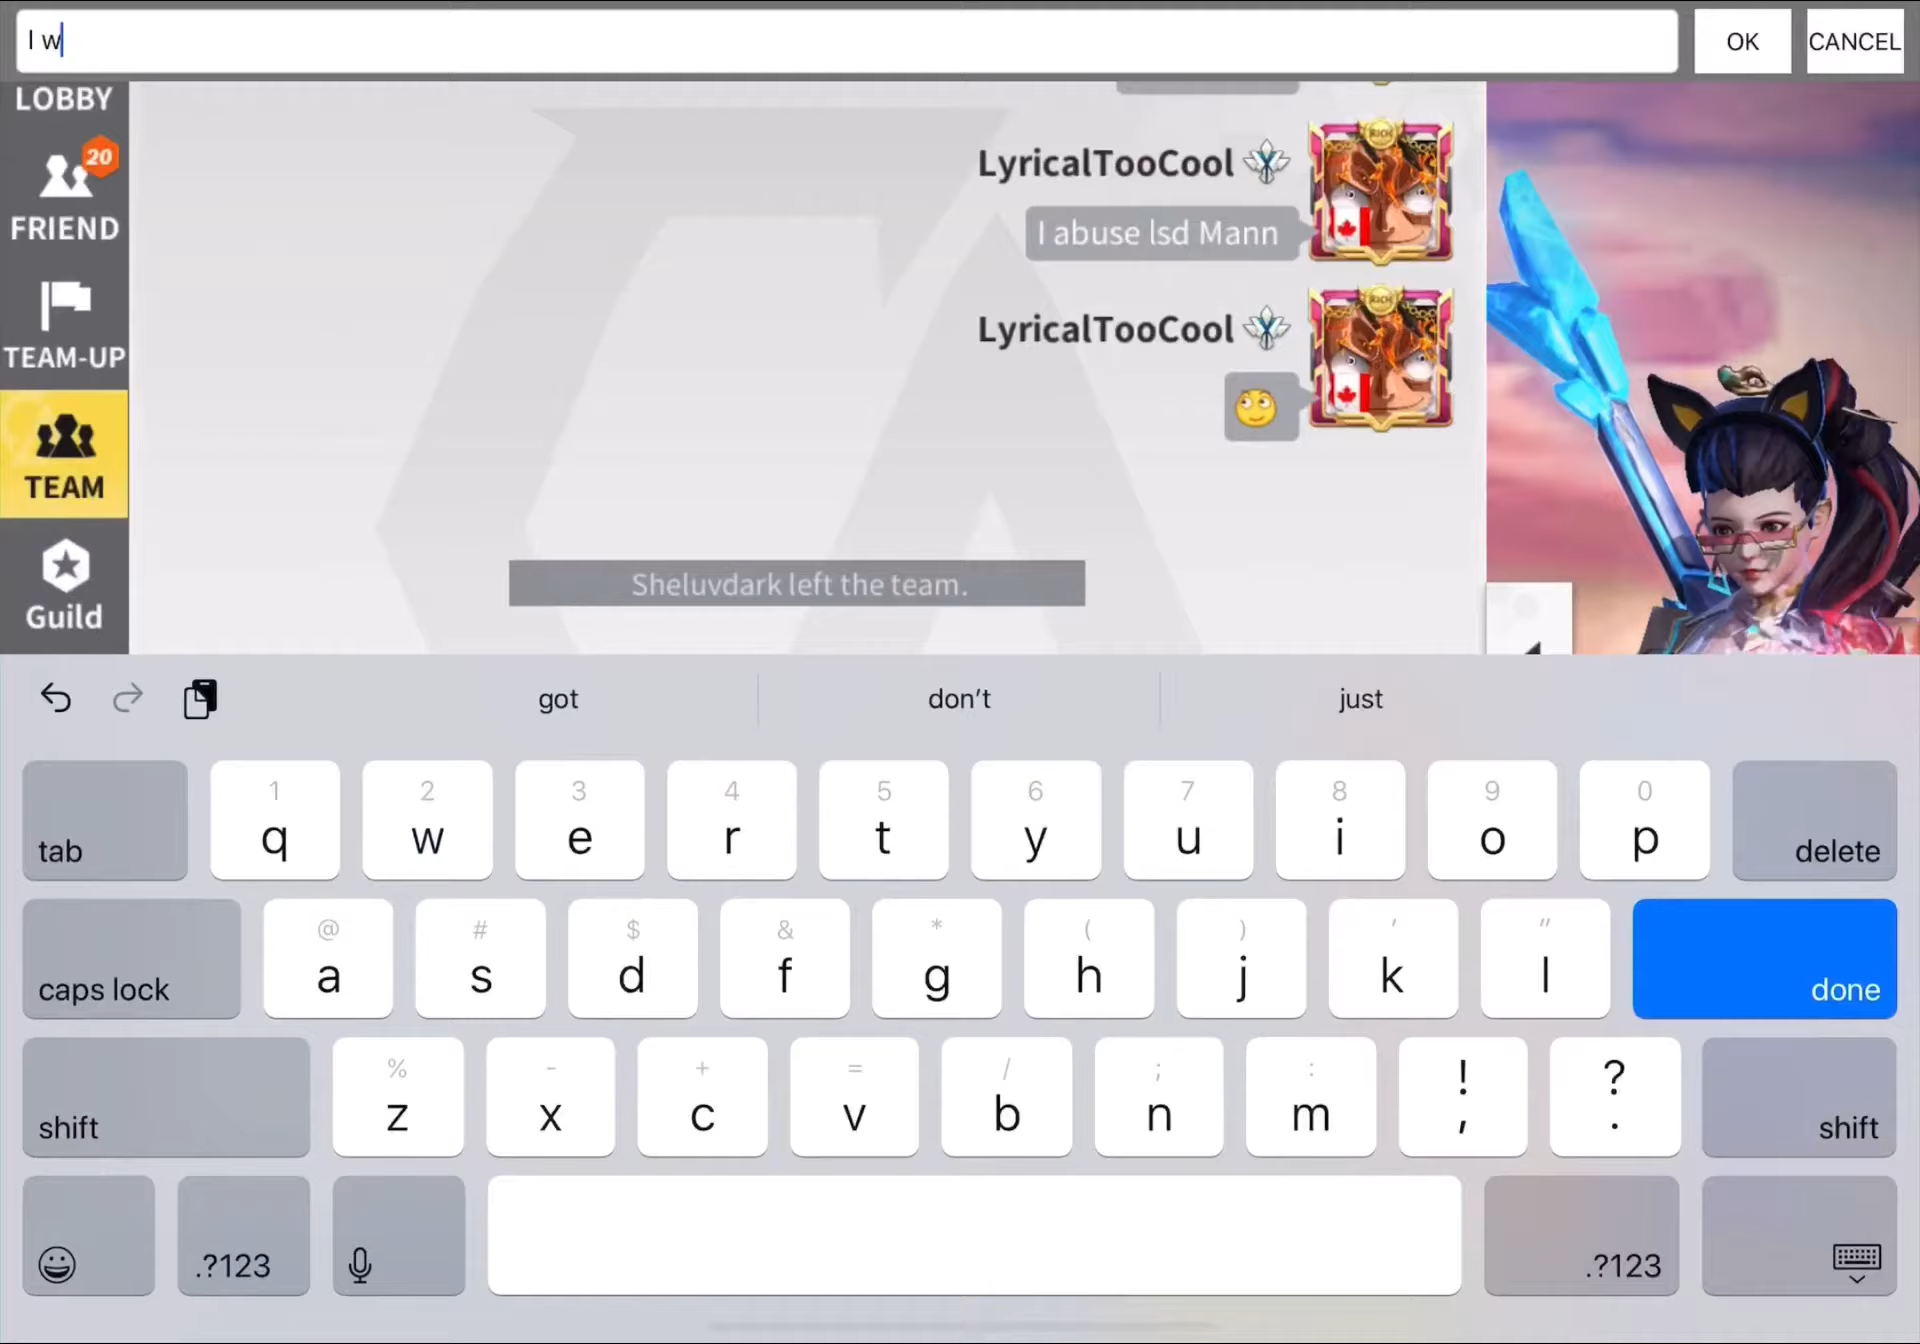 I w
OK
CANCEL
LOBBY
20
FRIEND
TEAM-UP
TEAM
Guild
RICH
LyricalTooCool
I abuse lsd Mann
RICH
LyricalTooCool
Sheluvdark left the team.
got
don't
just
tab
1 2 3 4 5 6 7 8 9 0
q w e r t y u i o p
delete
caps lock
@ # $ & * ( ) ' "
a s d f g h j k l
done
shift
% - + = / ; : ! ?
z x c v b n m , .
shift
.?123
.?123